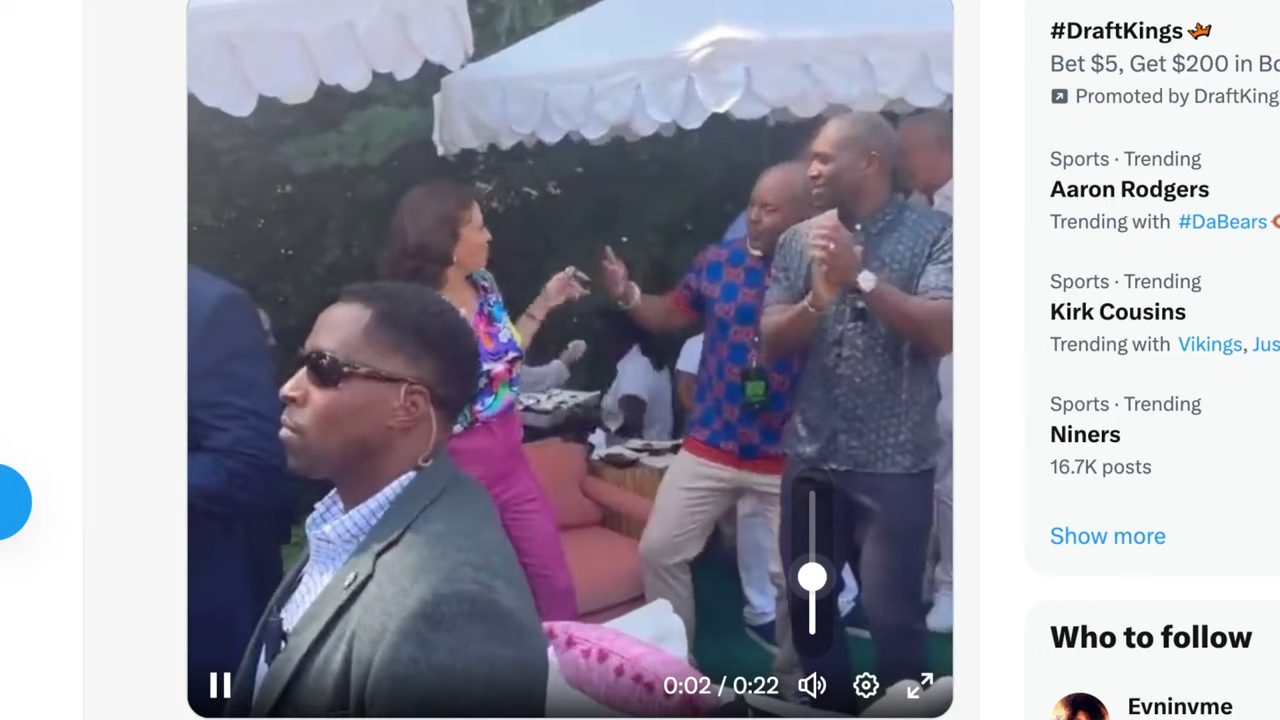 #DraftKings
Bet $5, Get $200 in Bo
Promoted by DraftKing
Sports · Trending
Aaron Rodgers
Trending with #DaBears
Sports · Trending
Kirk Cousins
Trending with Vikings, Jus
Sports · Trending
Niners
16.7K posts
Show more
Who to follow
Evninvme
0:02 / 0:22